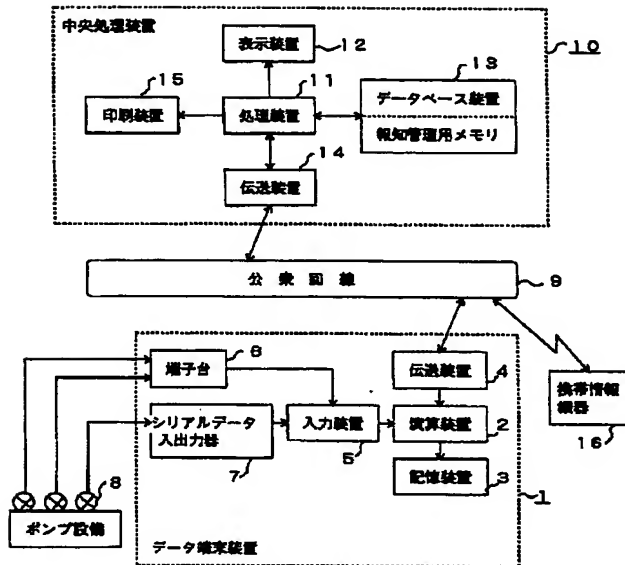 中央処理装置
表示装置
12
10
15
11
13
印刷装置
処理装置
データベース装置
報知管理用メモリ
14
伝送装置
公衆回線
9
8
端子台
伝送装置
4
携帯情報
機器
16
シリアルデータ
入出力器
7
入力装置
5
演算装置
2
記憶装置
3
1
8
ポンプ設備
データ端末装置